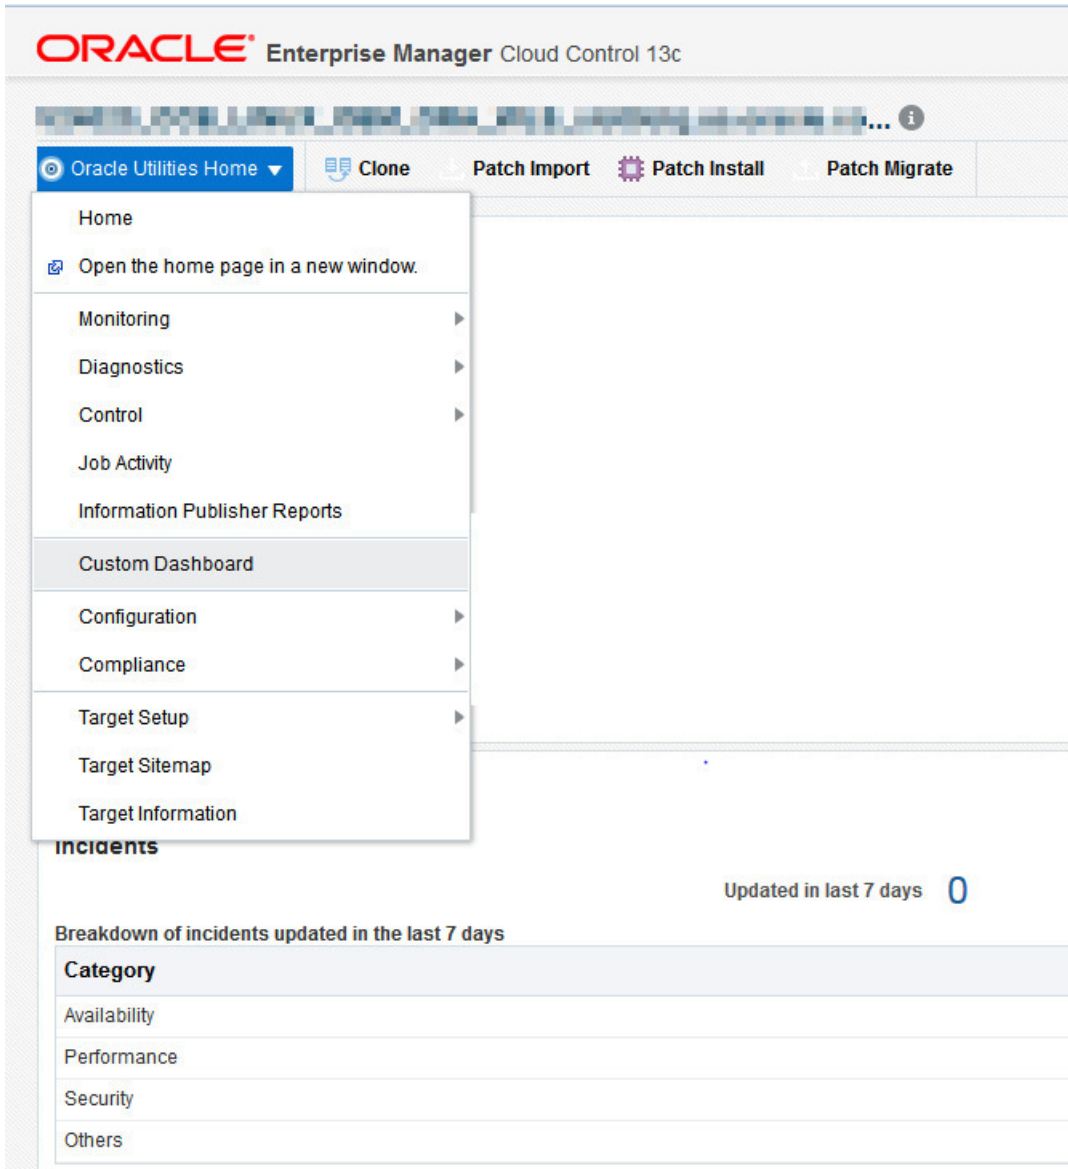 ORACLE Enterprise Manager Cloud Control 13c
...
Oracle Utilities Home Clone Patch Import Patch Install Patch Migrate
Home
Open the home page in a new window.
Monitoring
Diagnostics
Control
Job Activity
Information Publisher Reports
Custom Dashboard
Configuration
Compliance
Target Setup
Target Sitemap
Target Information
Incidents
Updated in last 7 days 0
Breakdown of incidents updated in the last 7 days
Category
Availability
Performance
Security
Others